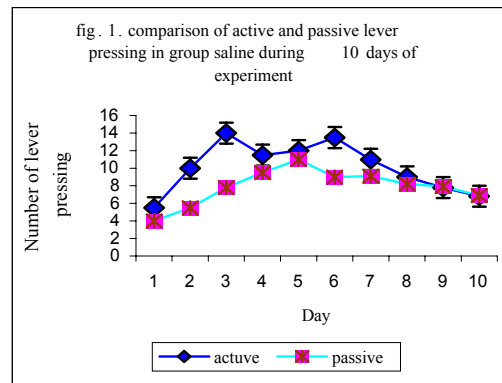 fig. 1. comparison of active and passive lever
pressing in group saline during 10 days of
experiment
16
14
12
10
8
6
4
2
0
Number of lever
pressing
1 2 3 4 5 6 7 8 9 10
Day
actuve passive